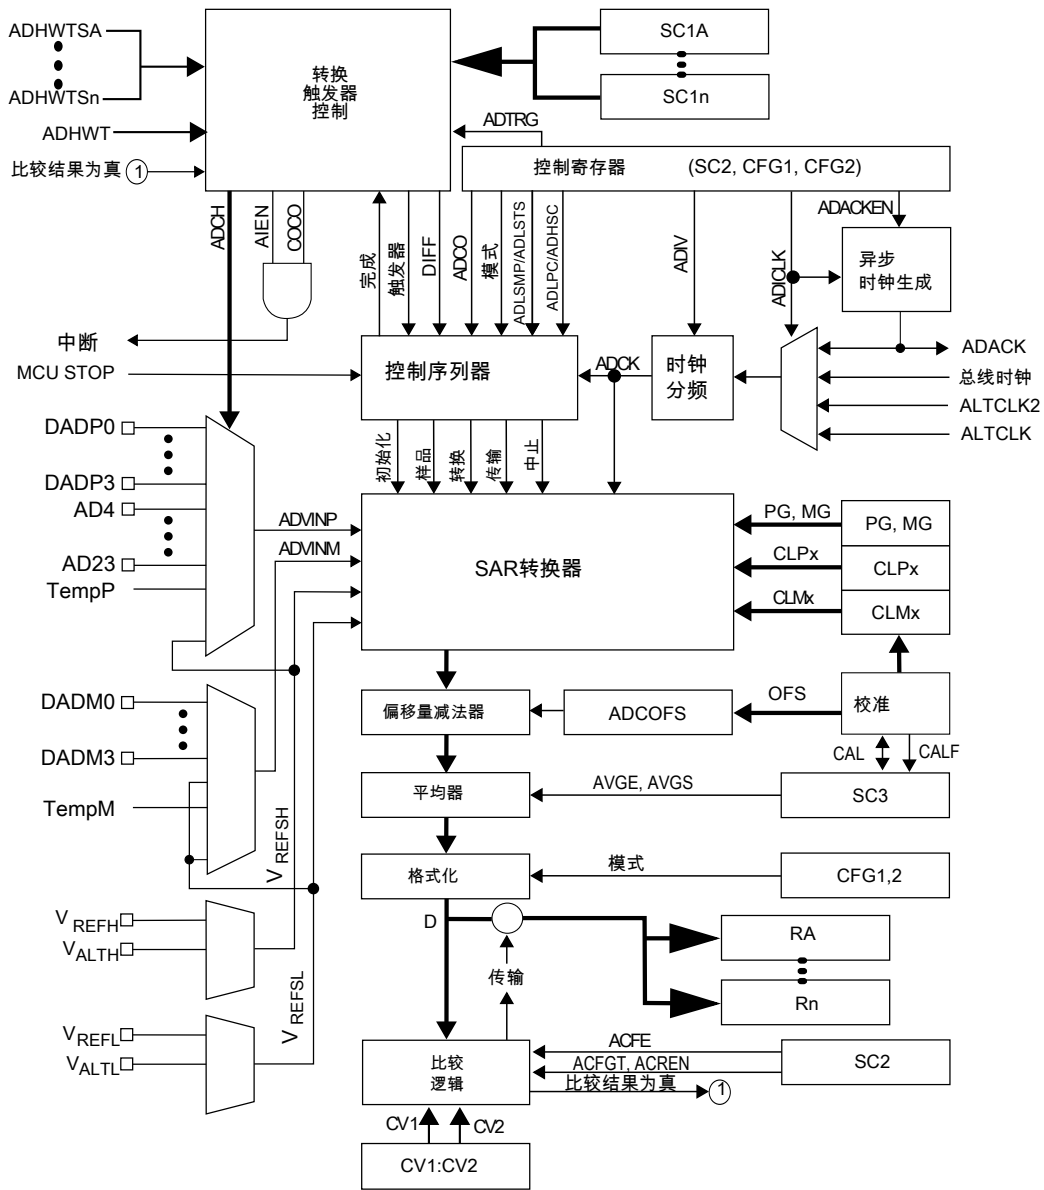 ADHWTSA
ADHWTSn
ADHWT
比较结果为真 1
转换
触发器
控制
SC1A
SC1n
ADTRG
控制寄存器 (SC2, CFG1, CFG2)
ADCH
AIEN
COCO
完成
触发器
DIFF
ADCO
模式
ADLSMP/ADLSTS
ADLPC/ADHSC
ADIV
ADICLK
ADACKEN
异步
时钟生成
中断
MCU STOP
控制序列器
ADCK
时钟
分频
ADACK
总线时钟
ALTCLK2
ALTCLK
DADP0
DADP3
AD4
AD23
TempP
初始化
样品
转换
传输
中止
ADVINP
ADVINM
SAR转换器
PG, MG
PG, MG
CLPx
CLPx
CLMx
CLMx
DADM0
DADM3
TempM
偏移量减法器
ADCOFS
OFS
校准
CAL
CALF
平均器
AVGE, AVGS
SC3
V REFSH
格式化
模式
CFG1,2
V REFH
VALTH
D
RA
传输
Rn
V REFSL
VREFL
VALTL
比较
逻辑
ACFE
ACFGT, ACREN
比较结果为真
1
SC2
CV1
CV2
CV1:CV2